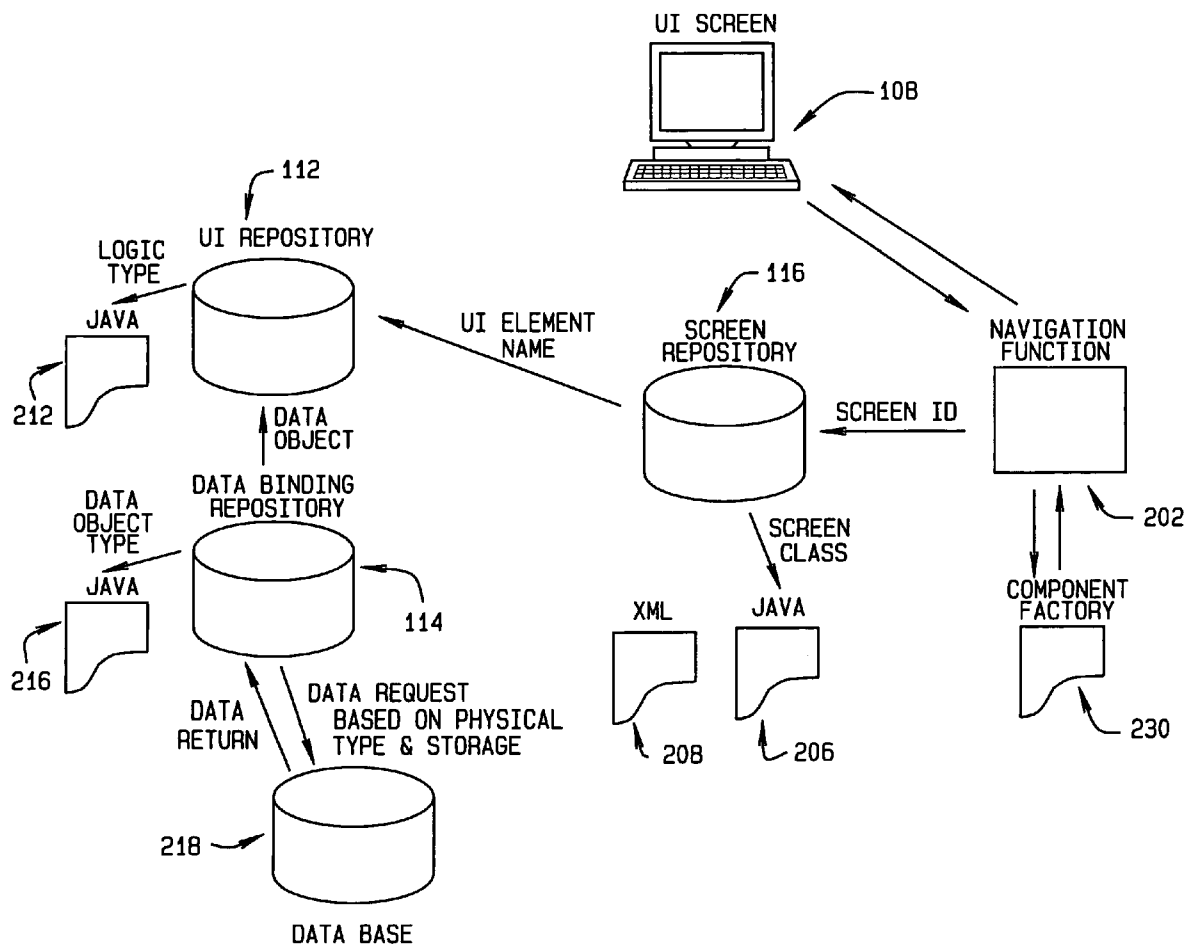 UI SCREEN
108
112
UI REPOSITORY
LOGIC
TYPE
JAVA
212
116
SCREEN
REPOSITORY
UI ELEMENT
NAME
NAVIGATION
FUNCTION
SCREEN ID
202
DATA
OBJECT
DATA BINDING
REPOSITORY
DATA
OBJECT
TYPE
JAVA
216
114
SCREEN
CLASS
XML
JAVA
208
206
COMPONENT
FACTORY
230
DATA
RETURN
DATA REQUEST
BASED ON PHYSICAL
TYPE & STORAGE
218
DATA BASE